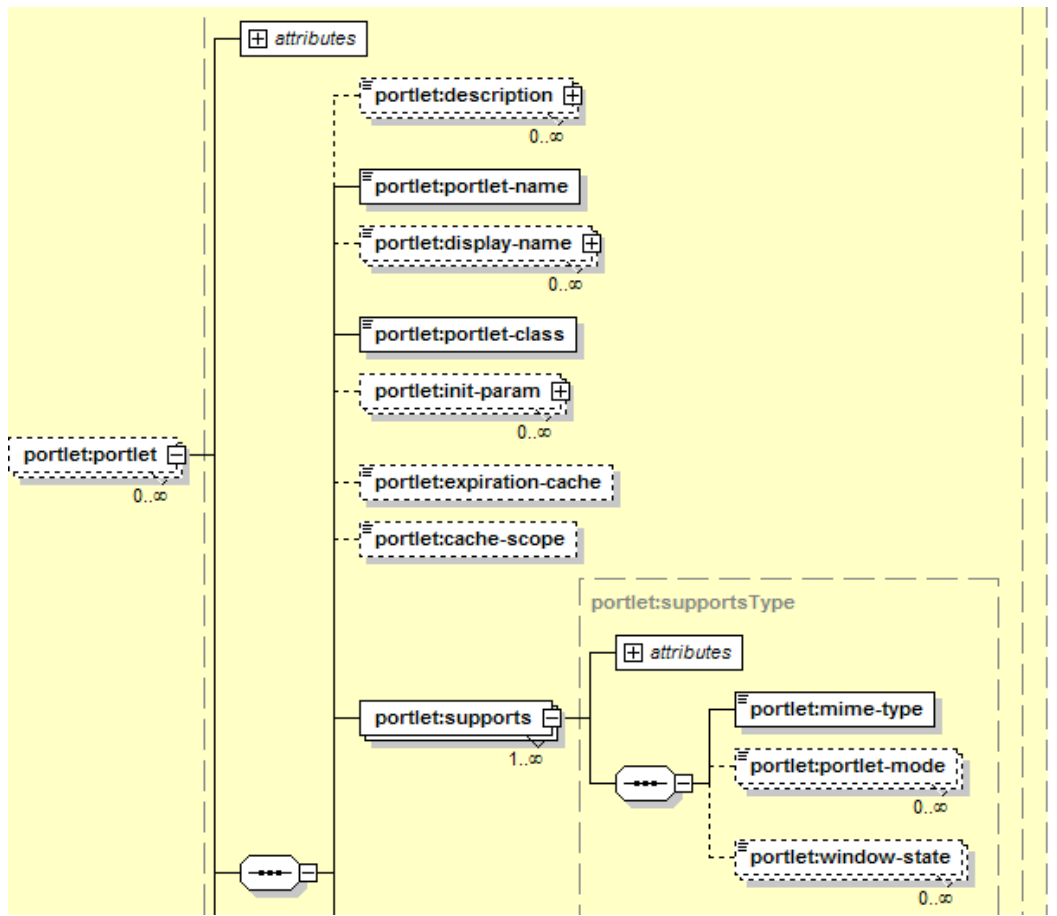 attributes
portlet:description
0..∞
portlet:portlet-name
portlet:display-name
0..∞
portlet:portlet-class
portlet:init-param
0..∞
portlet:portlet
0..∞
portlet:expiration-cache
portlet:cache-scope
portlet:supportsType
attributes
portlet:supports
1..∞
portlet:mime-type
portlet:portlet-mode
0..∞
portlet:window-state
0..∞